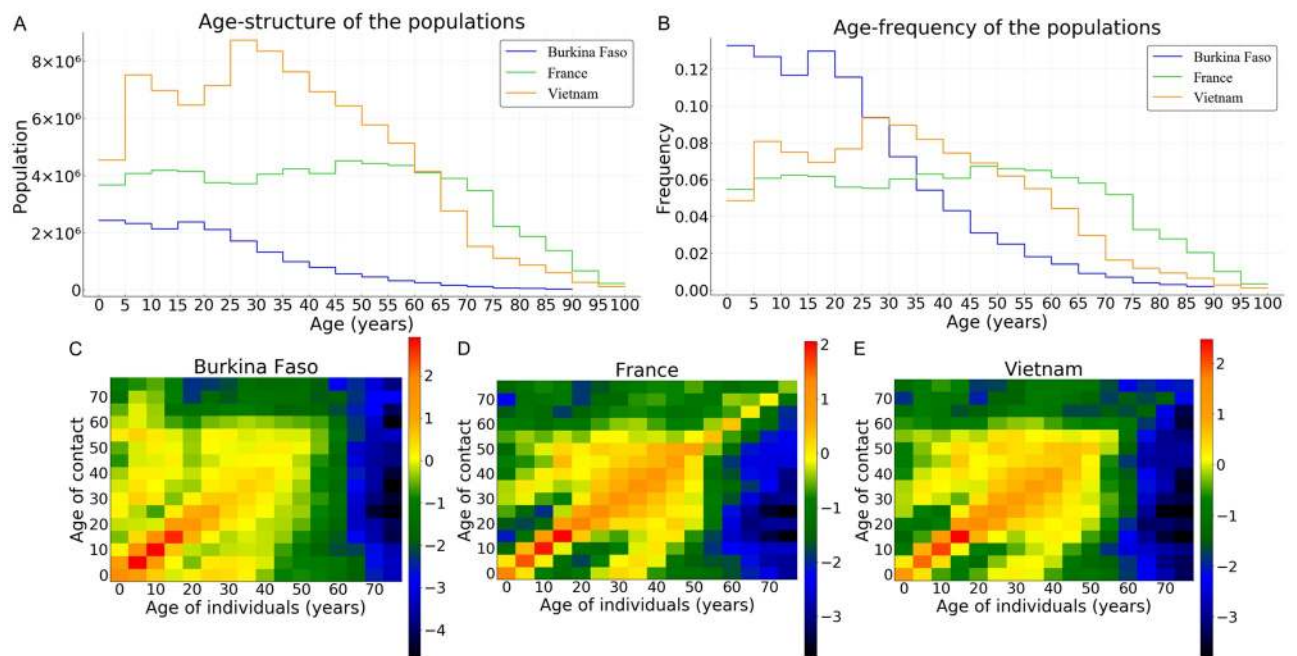 A
Age-structure of the populations
Population
8×10⁶
6×10⁶
4×10⁶
2×10⁶
0
0 5 10 15 20 25 30 35 40 45 50 55 60 65 70 75 80 85 90 95 100
Age (years)
Burkina Faso
France
Vietnam
B
Age-frequency of the populations
Frequency
0.12
0.10
0.08
0.06
0.04
0.02
0.00
0 5 10 15 20 25 30 35 40 45 50 55 60 65 70 75 80 85 90 95 100
Age (years)
Burkina Faso
France
Vietnam
C
Burkina Faso
Age of contact
70
60
50
40
30
20
10
0
0 10 20 30 40 50 70
Age of individuals (years)
2
1
0
−1
−2
−3
−4
D
France
Age of contact
70
60
50
40
30
20
10
0
0 10 20 30 40 50 70
Age of individuals (years)
2
1
0
−1
−2
−3
E
Vietnam
Age of contact
70
60
50
40
30
20
10
0
0 10 20 30 40 50 70
Age of individuals (years)
2
1
0
−1
−2
−3